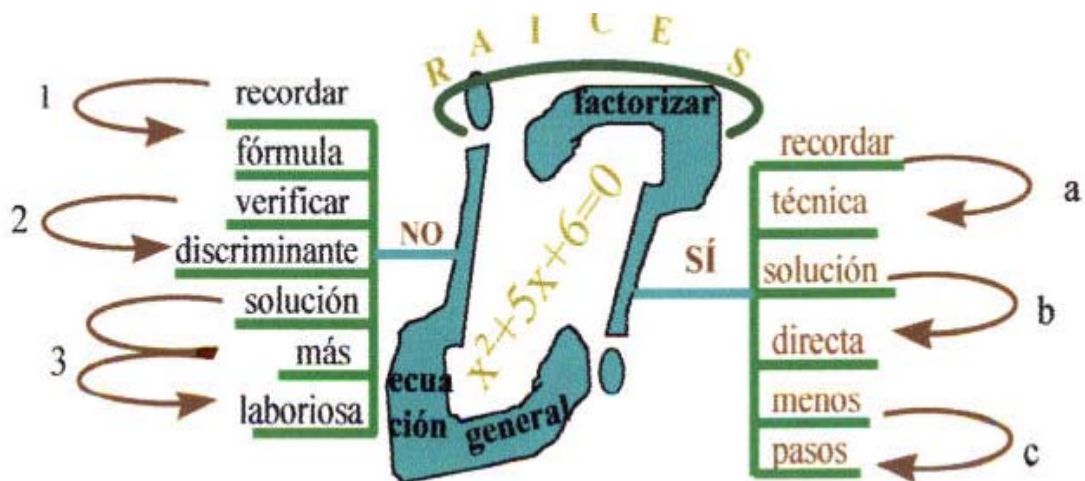 RAÍCES
1
recordar
fórmula
2
verificar
discriminante
3
solución
más
laboriosa
NO
factorizar
x²+5x+6=0
ecua
ción general
SÍ
recordar
a
técnica
solución
b
directa
menos
c
pasos